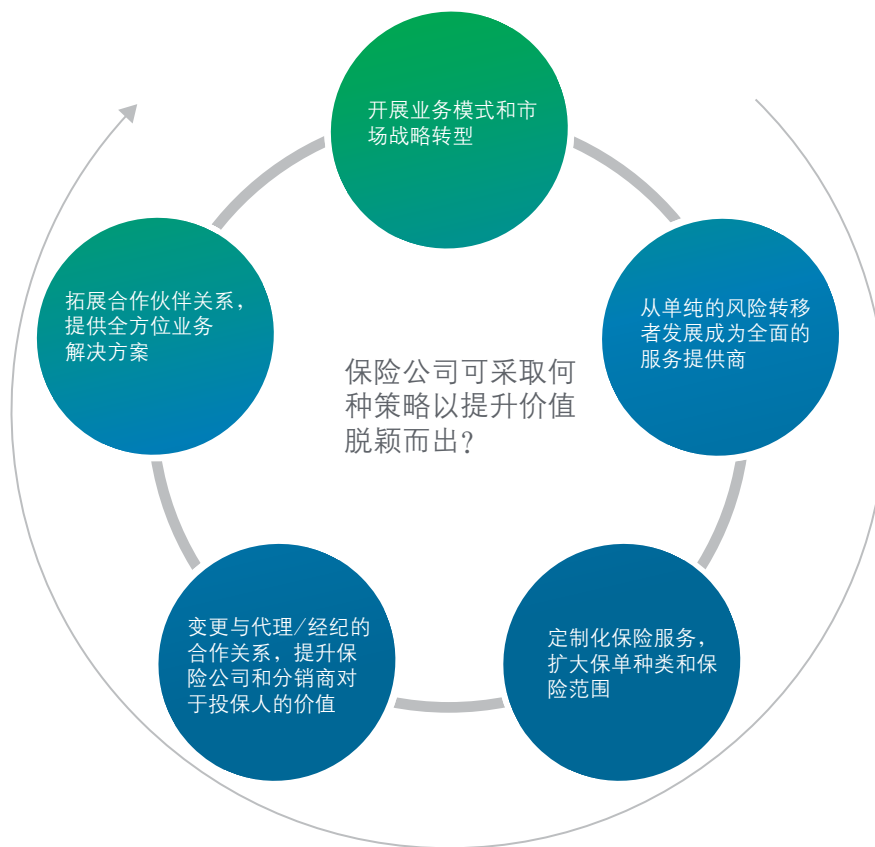 开展业务模式和市
场战略转型
从单纯的风险转移
者发展成为全面的
服务提供商
定制化保险服务，
扩大保单种类和保
险范围
变更与代理/经纪的
合作关系，提升保
险公司和分销商对
于投保人的价值
拓展合作伙伴关系，
提供全方位业务
解决方案
保险公司可采取何
种策略以提升价值
脱颖而出？